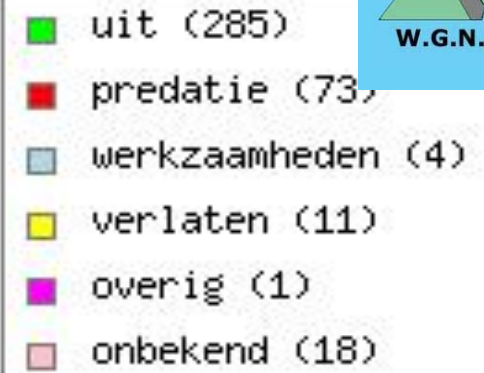 uit (285)
W.G.N.
predatie (73)
werkzaamheden (4)
verlaten (11)
overig (1)
onbekend (18)